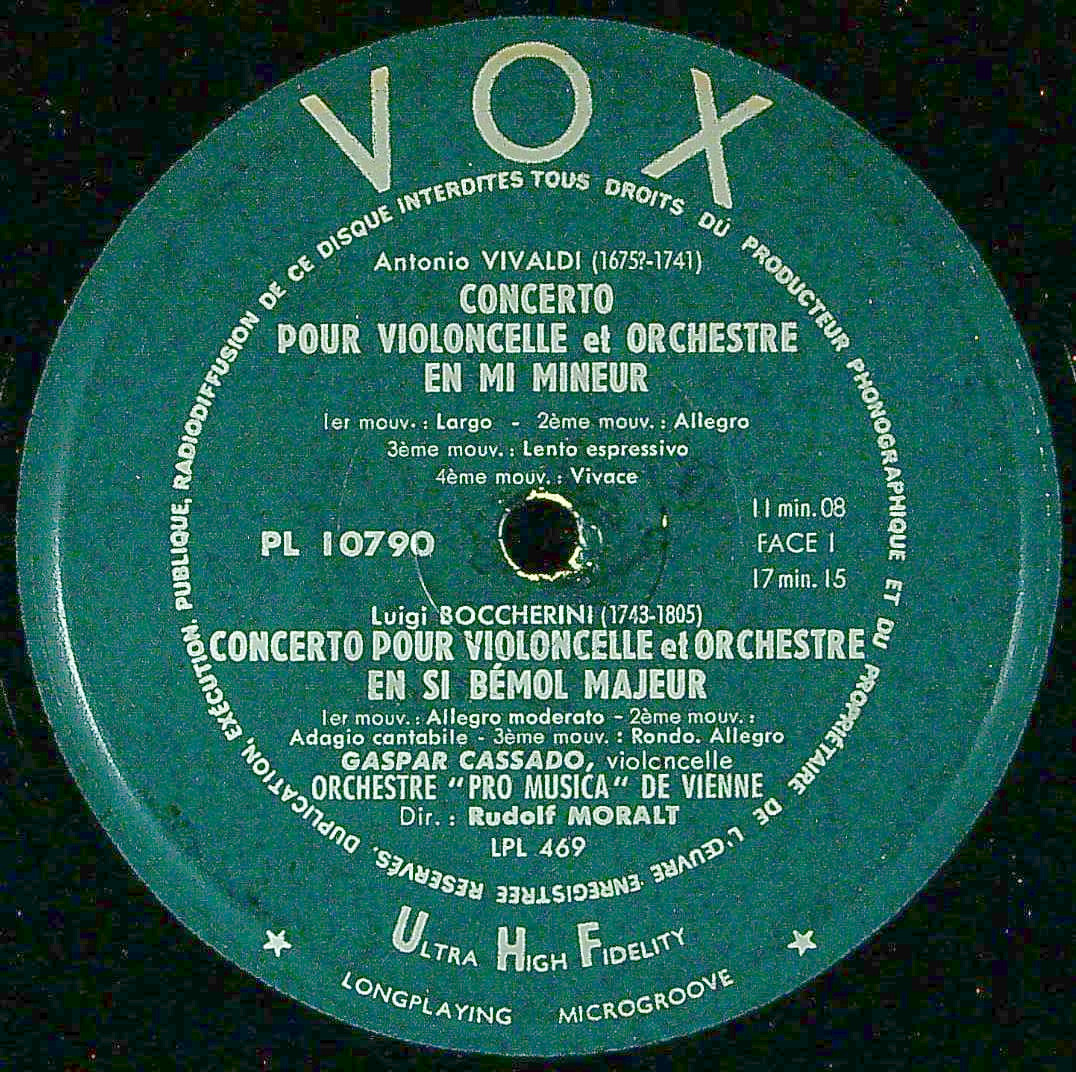 VOX
TOUS DROITS DU PRODUCTEUR PHONOGRAPHIQUE ET DU PROPRIÉTAIRE DE L'ŒUVRE ENREGISTREE RESERVÉS. DUPLICATION, EXÉCUTION, PUBLIQUE, RADIODIFFUSION DE CE DISQUE INTERDITES
Antonio VIVALDI (1675?-1741)
CONCERTO
POUR VIOLONCELLE et ORCHESTRE
EN MI MINEUR
1er mouv. : Largo - 2ème mouv. : Allegro
3ème mouv. : Lento espressivo
4ème mouv. : Vivace
11 min. 08
PL 10790
FACE 1
17 min. 15
Luigi BOCCHERINI (1743-1805)
CONCERTO POUR VIOLONCELLE et ORCHESTRE
EN SI BÉMOL MAJEUR
1er mouv. : Allegro moderato - 2ème mouv. :
Adagio cantabile - 3ème mouv. : Rondo. Allegro
GASPAR CASSADO, violoncelle
ORCHESTRE "PRO MUSICA" DE VIENNE
Dir. : Rudolf MORALT
LPL 469
ULTRA HIGH FIDELITY
LONGPLAYING MICROGROOVE